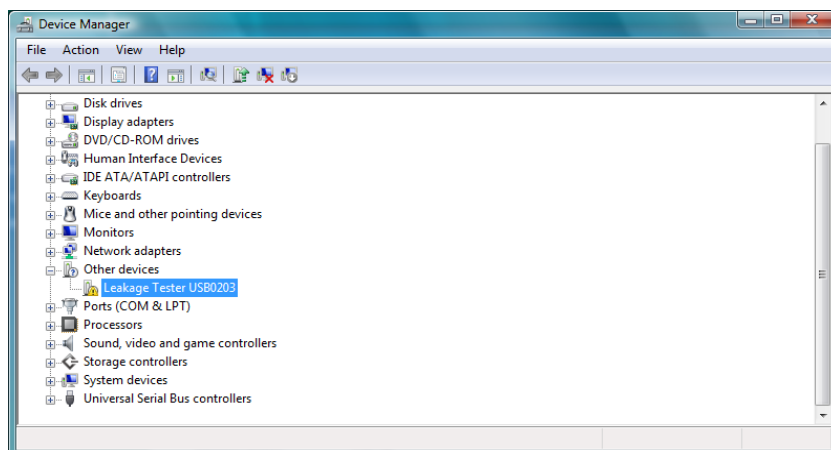 Device Manager
File Action View Help
Disk drives
Display adapters
DVD/CD-ROM drives
Human Interface Devices
IDE ATA/ATAPI controllers
Keyboards
Mice and other pointing devices
Monitors
Network adapters
Other devices
Leakage Tester USB0203
Ports (COM & LPT)
Processors
Sound, video and game controllers
Storage controllers
System devices
Universal Serial Bus controllers